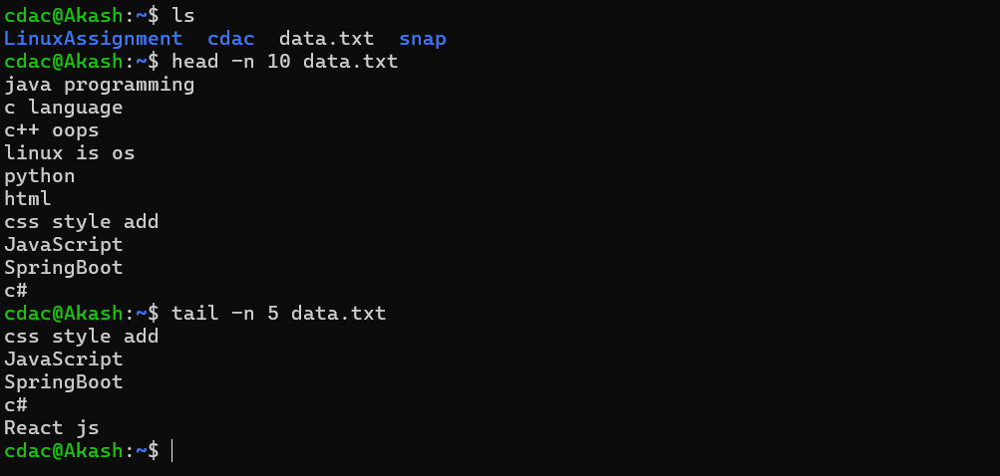 cdac@Akash:~$ ls
LinuxAssignment  cdac  data.txt  snap
cdac@Akash:~$ head -n 10 data.txt
java programming
c language
c++ oops
linux is os
python
html
css style add
JavaScript
SpringBoot
c#
cdac@Akash:~$ tail -n 5 data.txt
css style add
JavaScript
SpringBoot
c#
React js
cdac@Akash:~$